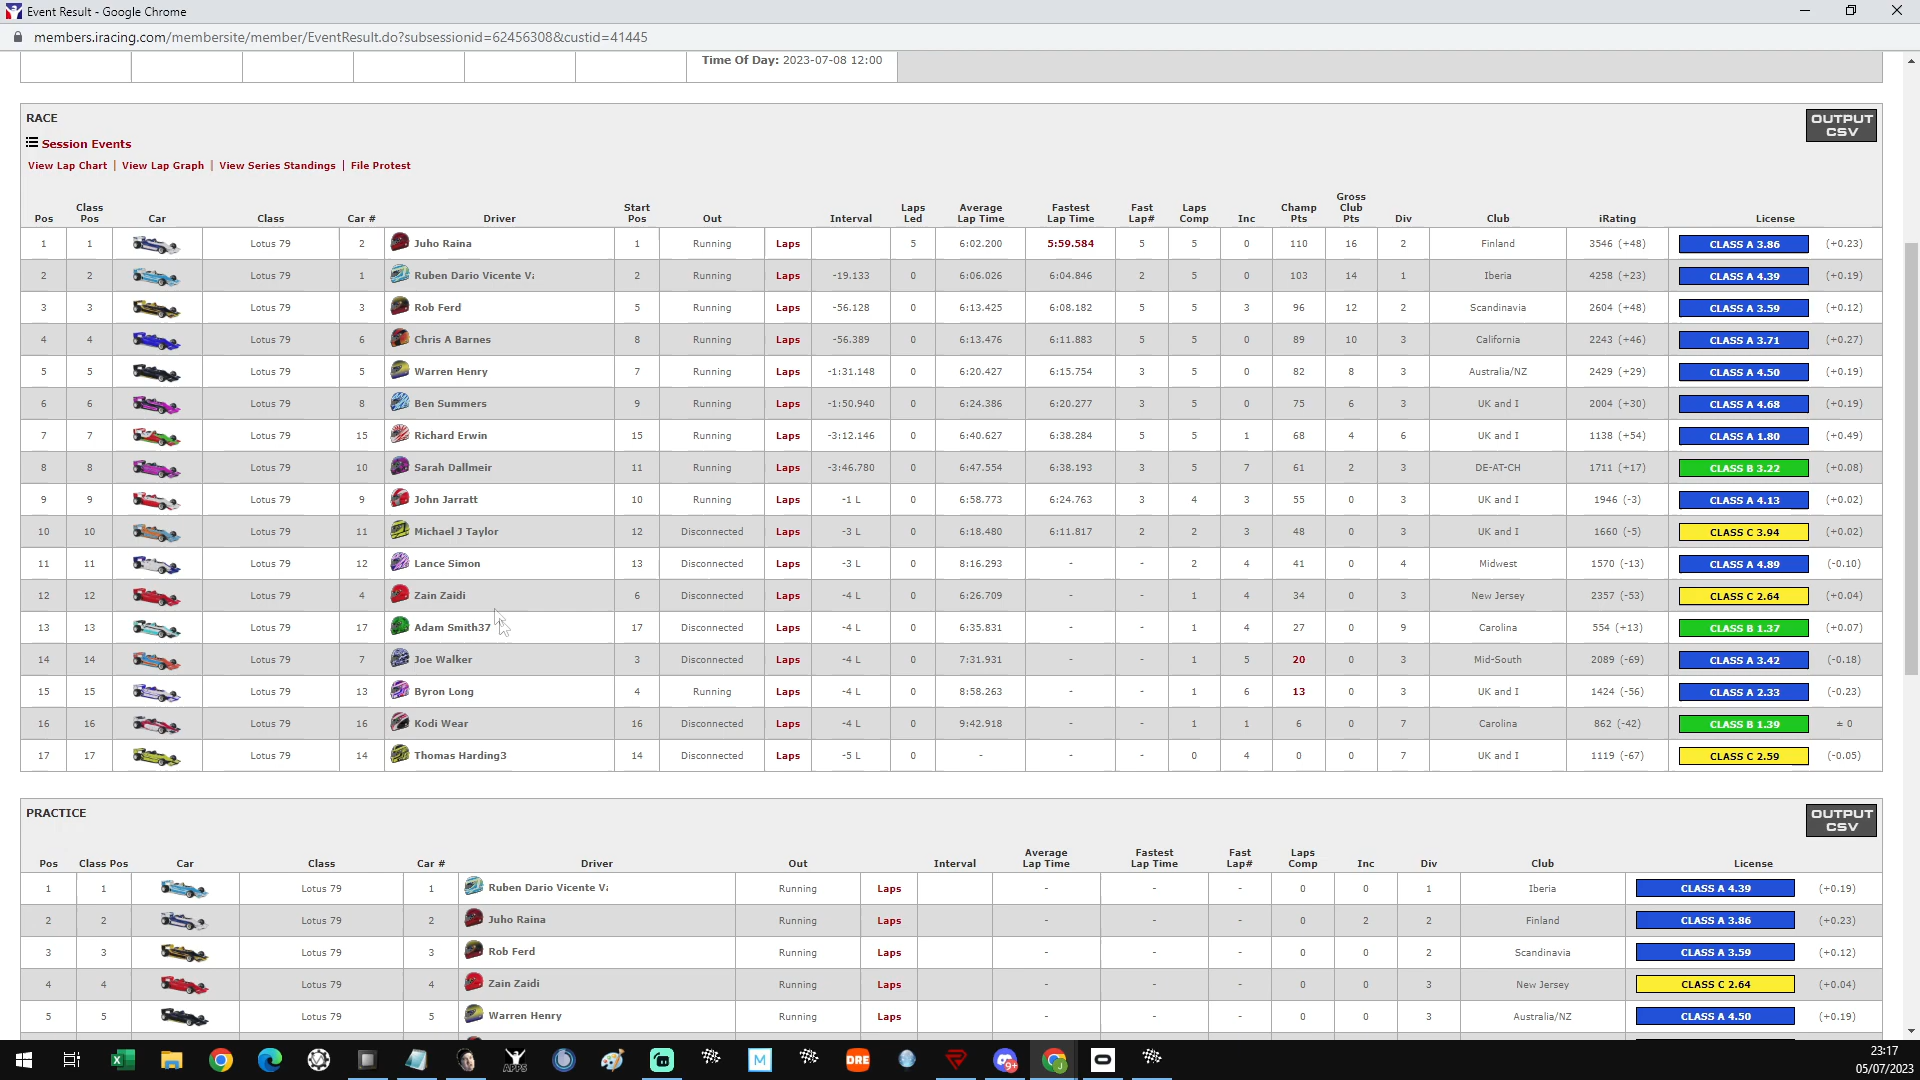 Event Result - Google Chrome
members.iracing.com/membersite/member/EventResult.do?subsessionid=62456308&custid=41445
Time Of Day: 2023-07-08 12:00
RACE
OUTPUT CSV
Session Events
View Lap Chart | View Lap Graph | View Series Standings | File Protest
Pos Class Pos Car Class Car # Driver Start Pos Out Interval Laps Led Average Lap Time Fastest Lap Time Fast Lap# Laps Comp Inc Champ Pts Gross Club Pts Div Club iRating License
1 1 Lotus 79 2 Juho Raina 1 Running Laps 5 6:02.200 5:59.584 5 5 0 110 16 2 Finland 3546 (+48) CLASS A 3.86 (+0.23)
2 2 Lotus 79 1 Ruben Dario Vicente Va 2 Running Laps -19.133 0 6:06.026 6:04.846 2 5 0 103 14 1 Iberia 4258 (+23) CLASS A 4.39 (+0.19)
3 3 Lotus 79 3 Rob Ferd 5 Running Laps -56.128 0 6:13.425 6:08.182 5 5 3 96 12 2 Scandinavia 2604 (+48) CLASS A 3.59 (+0.12)
4 4 Lotus 79 6 Chris A Barnes 8 Running Laps -56.389 0 6:13.476 6:11.883 5 5 0 89 10 3 California 2243 (+46) CLASS A 3.71 (+0.27)
5 5 Lotus 79 5 Warren Henry 7 Running Laps -1:31.148 0 6:20.427 6:15.754 3 5 0 82 8 3 Australia/NZ 2429 (+29) CLASS A 4.50 (+0.19)
6 6 Lotus 79 8 Ben Summers 9 Running Laps -1:50.940 0 6:24.386 6:20.277 3 5 0 75 6 3 UK and I 2004 (+30) CLASS A 4.68 (+0.19)
7 7 Lotus 79 15 Richard Erwin 15 Running Laps -3:12.146 0 6:40.627 6:38.284 5 5 1 68 4 6 UK and I 1138 (+54) CLASS A 1.80 (+0.49)
8 8 Lotus 79 10 Sarah Dallmeir 11 Running Laps -3:46.780 0 6:47.554 6:38.193 3 5 7 61 2 3 DE-AT-CH 1711 (+17) CLASS B 3.22 (+0.08)
9 9 Lotus 79 9 John Jarratt 10 Running Laps -1 L 0 6:58.773 6:24.763 3 4 3 55 0 3 UK and I 1946 (-3) CLASS A 4.13 (+0.02)
10 10 Lotus 79 11 Michael J Taylor 12 Disconnected Laps -3 L 0 6:18.480 6:11.817 2 2 3 48 0 3 UK and I 1660 (-5) CLASS C 3.94 (+0.02)
11 11 Lotus 79 12 Lance Simon 13 Disconnected Laps -3 L 0 8:16.293 - - 2 4 41 0 4 Midwest 1570 (-13) CLASS A 4.89 (-0.10)
12 12 Lotus 79 4 Zain Zaidi 6 Disconnected Laps -4 L 0 6:26.709 - - 1 4 34 0 3 New Jersey 2357 (-53) CLASS C 2.64 (+0.04)
13 13 Lotus 79 17 Adam Smith37 17 Disconnected Laps -4 L 0 6:35.831 - - 1 4 27 0 9 Carolina 554 (+13) CLASS B 1.37 (+0.07)
14 14 Lotus 79 7 Joe Walker 3 Disconnected Laps -4 L 0 7:31.931 - - 1 5 20 0 3 Mid-South 2089 (-69) CLASS A 3.42 (-0.18)
15 15 Lotus 79 13 Byron Long 4 Running Laps -4 L 0 8:58.263 - - 1 6 13 0 3 UK and I 1424 (-56) CLASS A 2.33 (-0.23)
16 16 Lotus 79 16 Kodi Wear 16 Disconnected Laps -4 L 0 9:42.918 - - 1 1 6 0 7 Carolina 862 (-42) CLASS B 1.39 ± 0
17 17 Lotus 79 14 Thomas Harding3 14 Disconnected Laps -5 L 0 - - - 0 4 0 0 7 UK and I 1119 (-67) CLASS C 2.59 (-0.05)
PRACTICE
OUTPUT CSV
Pos Class Pos Car Class Car # Driver Out Interval Average Lap Time Fastest Lap Time Fast Lap# Laps Comp Inc Div Club License
1 1 Lotus 79 1 Ruben Dario Vicente Va Running Laps - - - 0 0 1 Iberia CLASS A 4.39 (+0.19)
2 2 Lotus 79 2 Juho Raina Running Laps - - - 0 2 2 Finland CLASS A 3.86 (+0.23)
3 3 Lotus 79 3 Rob Ferd Running Laps - - - 0 0 2 Scandinavia CLASS A 3.59 (+0.12)
4 4 Lotus 79 4 Zain Zaidi Running Laps - - - 0 0 3 New Jersey CLASS C 2.64 (+0.04)
5 5 Lotus 79 5 Warren Henry Running Laps - - - 0 0 3 Australia/NZ CLASS A 4.50 (+0.19)
APPS
M
DRE
9+
J
23:17
05/07/2023